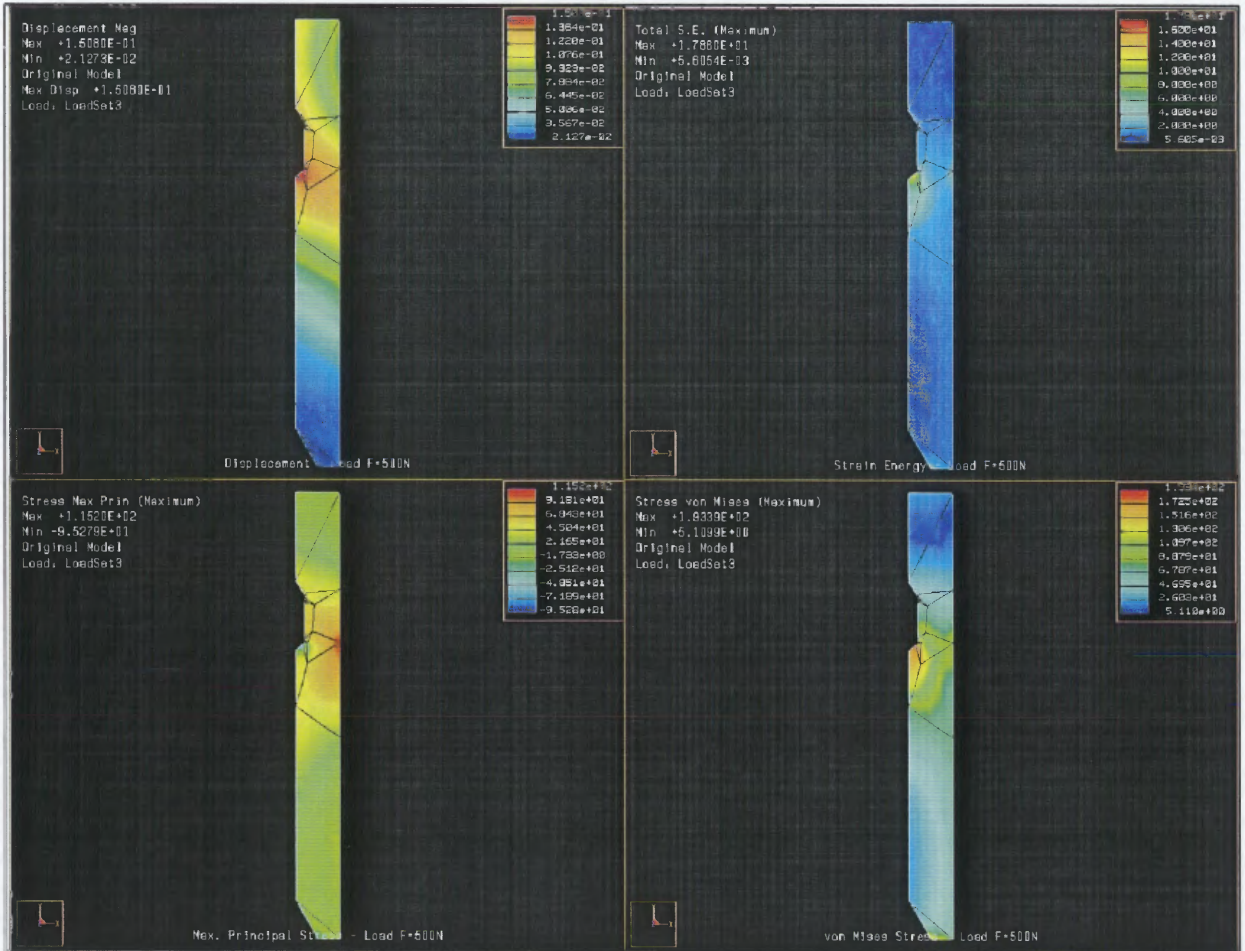 Displacement Mag
Max +1.5080E-01
Min +2.1273E-02
Original Model
Max Disp +1.5080E-01
Load: LoadSet3
1.364e-01
1.220e-01
1.076e-01
9.323e-02
7.884e-02
6.445e-02
5.006e-02
3.567e-02
2.127e-02
Displacement - Load F=500N
Total S.E. (Maximum)
Max +1.7880E+01
Min +5.6054E-03
Original Model
Load: LoadSet3
1.600e+01
1.400e+01
1.200e+01
1.000e+01
8.000e+00
6.000e+00
4.000e+00
2.000e+00
5.605e-03
Strain Energy - Load F=500N
Stress Max Prin (Maximum)
Max +1.1520E+02
Min -9.5279E+01
Original Model
Load: LoadSet3
1.152e+02
9.181e+01
6.843e+01
4.504e+01
2.165e+01
-1.733e+00
-2.512e+01
-4.851e+01
-7.189e+01
-9.528e+01
Max. Principal Stress - Load F=500N
Stress von Mises (Maximum)
Max +1.9339E+02
Min +5.1099E+00
Original Model
Load: LoadSet3
1.725e+02
1.516e+02
1.306e+02
1.097e+02
8.879e+01
6.787e+01
4.695e+01
2.603e+01
5.110e+00
von Mises Stress - Load F=500N